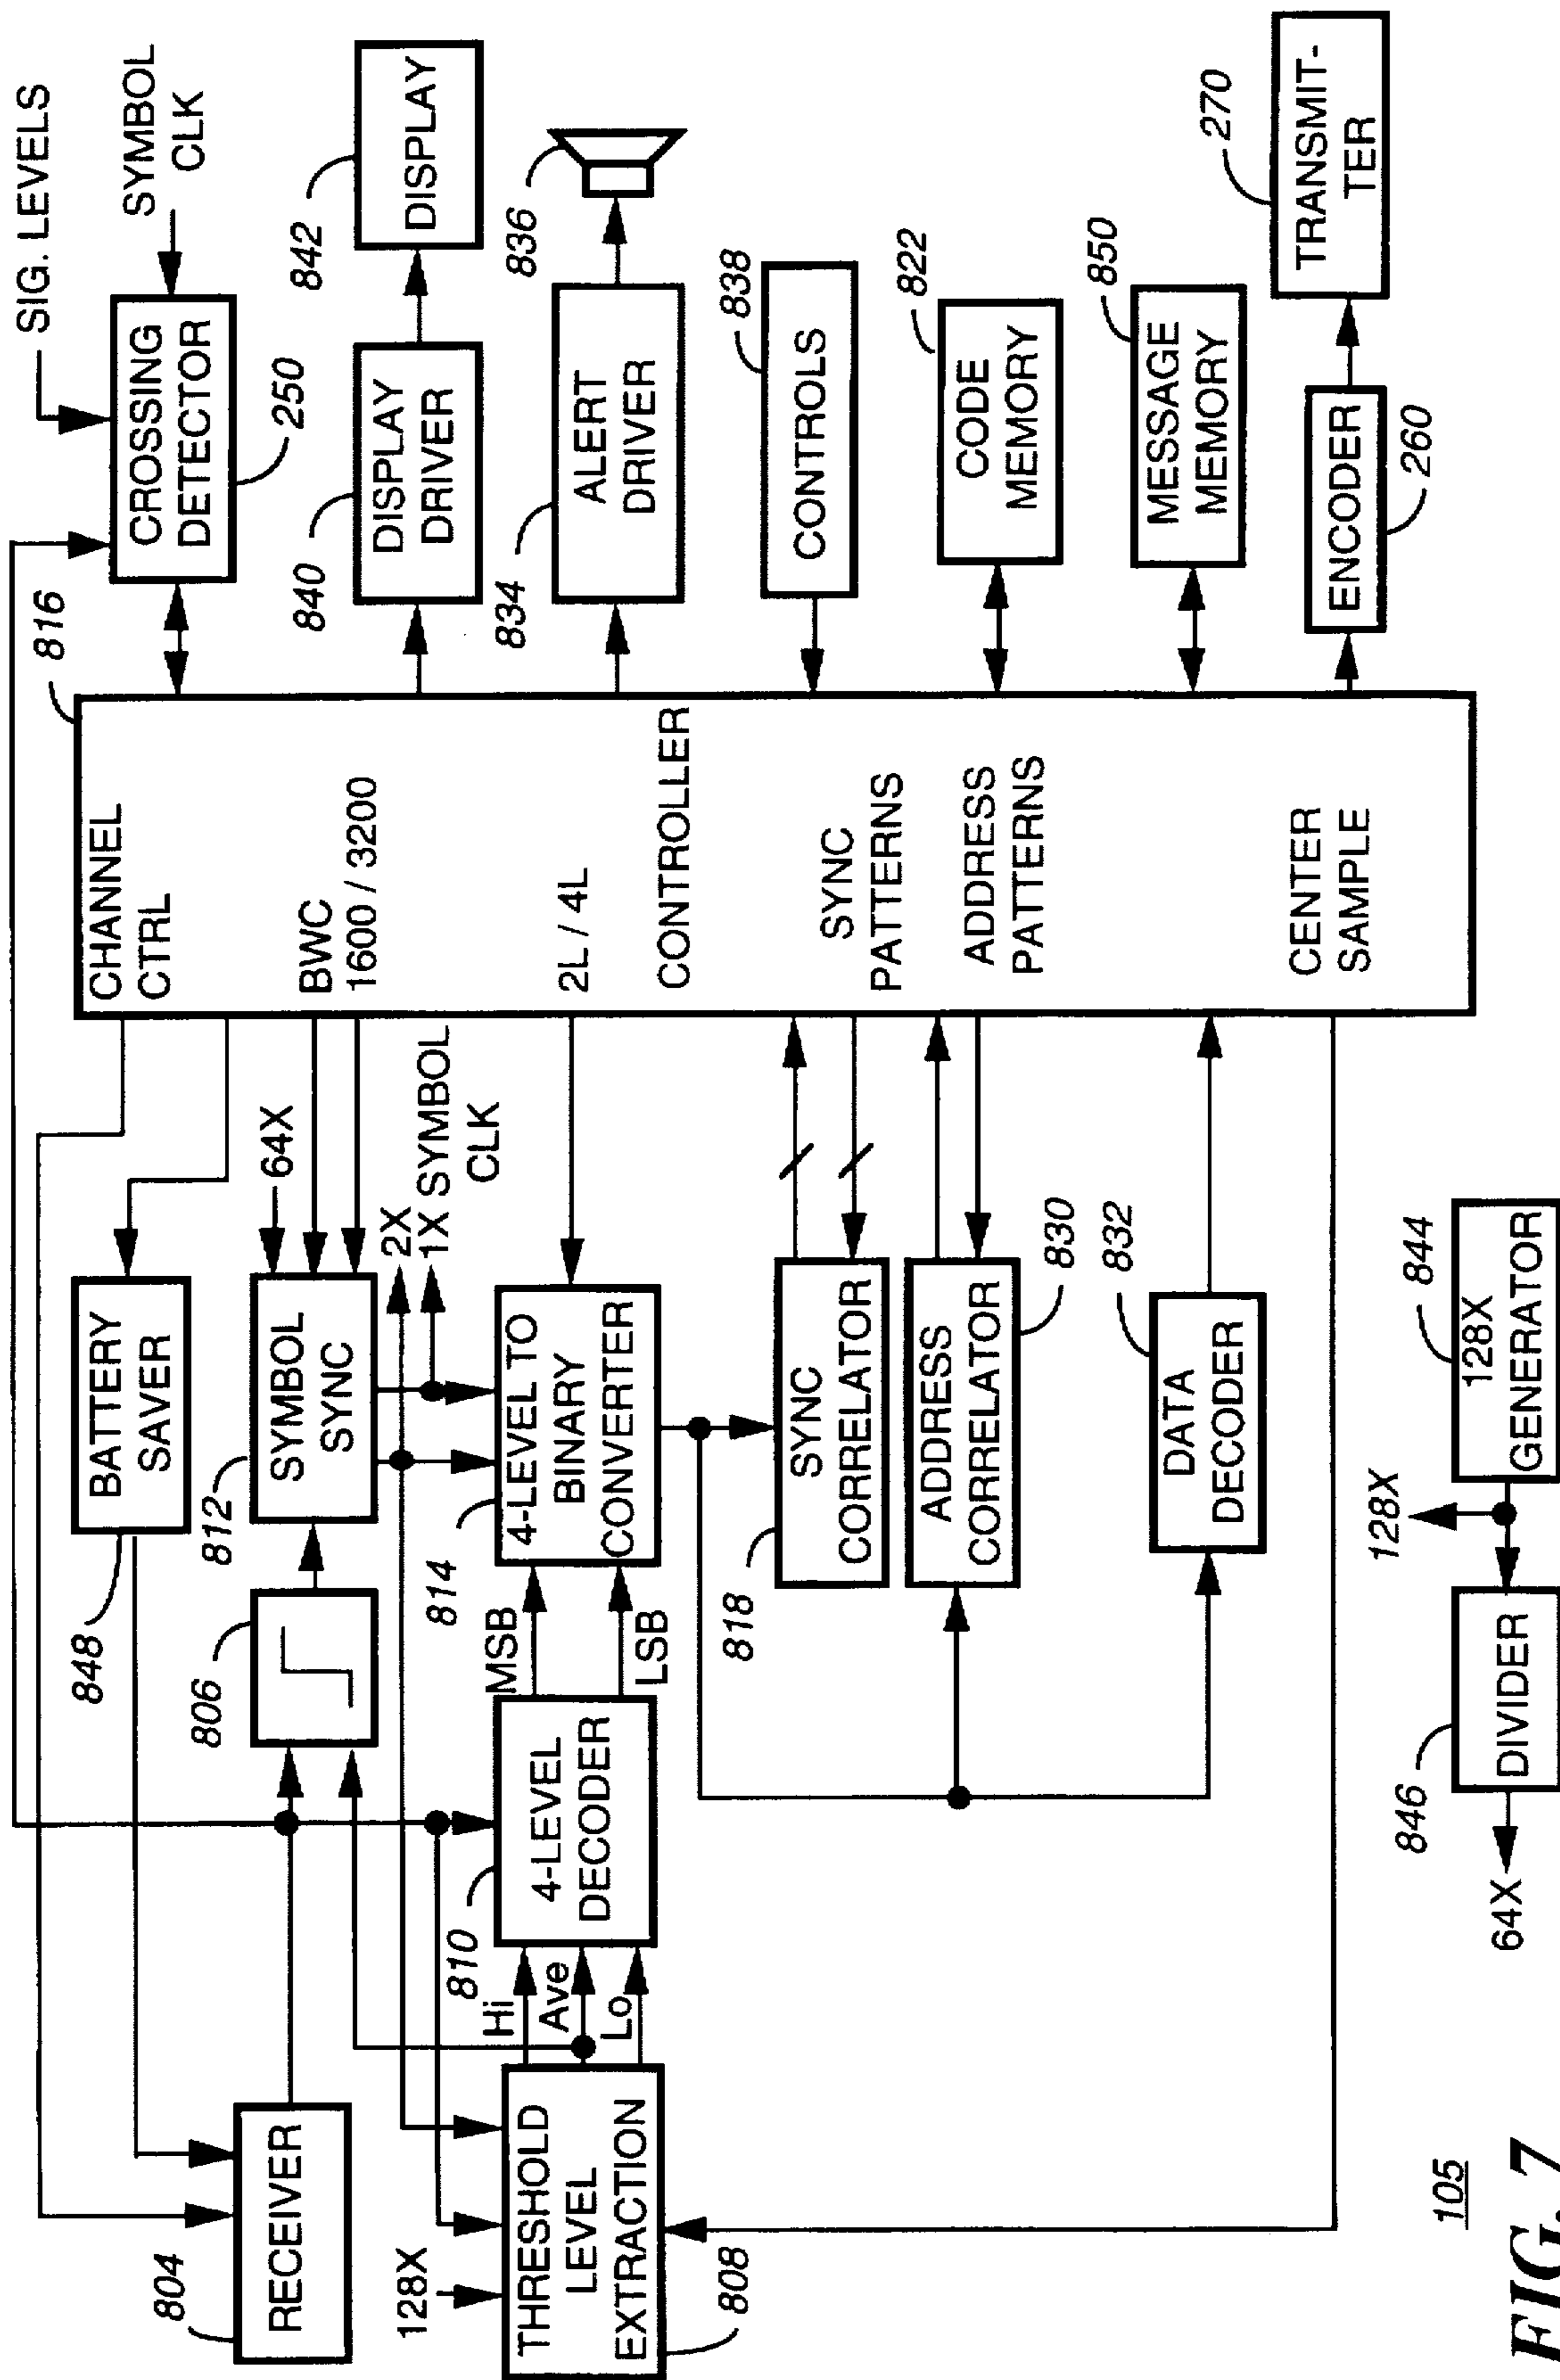 SIG. LEVELS
SYMBOL
CLK
816
CROSSING
DETECTOR
250
842
DISPLAY
840
DISPLAY
DRIVER
836
834
ALERT
DRIVER
838
CONTROLS
822
CODE
MEMORY
850
MESSAGE
MEMORY
270
TRANSMIT-
TER
ENCODER
260
CHANNEL
CTRL
BWC
1600 / 3200
2L / 4L
CONTROLLER
SYNC
PATTERNS
ADDRESS
PATTERNS
CENTER
SAMPLE
BATTERY
SAVER
848
64X
812
SYMBOL
SYNC
2X
1X SYMBOL
CLK
806
814
4-LEVEL TO
BINARY
CONVERTER
MSB
LSB
818
SYNC
CORRELATOR
830
ADDRESS
CORRELATOR
832
DATA
DECODER
844
128X
GENERATOR
128X
846
DIVIDER
64X
810
4-LEVEL
DECODER
Hi
Ave
Lo
804
RECEIVER
128X
THRESHOLD
LEVEL
EXTRACTION
808
105
FIG. 7